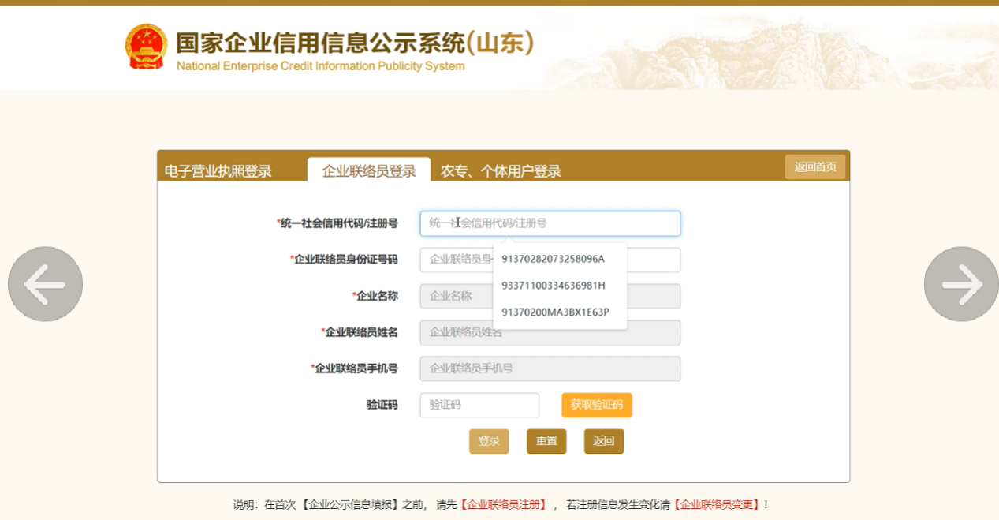 国家企业信用信息公示系统(山东)
National Enterprise Credit Information Publicity System
电子营业执照登录 企业联络员登录 农专、个体用户登录 返回首页
*统一社会信用代码/注册号 统一社会信用代码/注册号
*企业联络员身份证号码 企业联络员身 91370282073258096A
93371100334636981H
*企业名称 企业名称
91370200MA3BX1E63P
*企业联络员姓名 企业联络员姓名
*企业联络员手机号 企业联络员手机号
验证码 验证码 获取验证码
登录 重置 返回
说明：在首次【企业公示信息填报】之前，请先【企业联络员注册】，若注册信息发生变化请【企业联络员变更】！